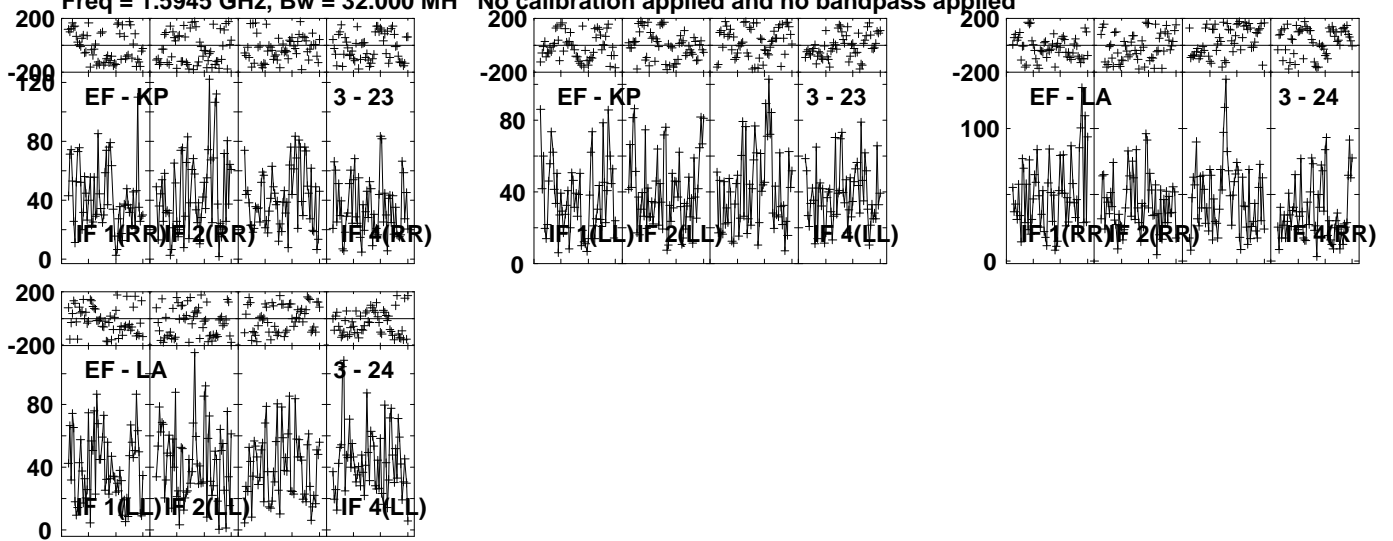 Freq = 1.5945 GHz, Bw = 32.000 MH No calibration applied and no bandpass applied
200
-200
120
80
40
0
EF - KP 3 - 23
IF 1(RR) IF 2(RR) IF 4(RR)
200
-200
80
40
0
EF - KP 3 - 23
IF 1(LL) IF 2(LL) IF 4(LL)
200
-200
100
0
EF - LA 3 - 24
IF 1(RR) IF 2(RR) IF 4(RR)
200
-200
80
40
0
EF - LA 3 - 24
IF 1(LL) IF 2(LL) IF 4(LL)